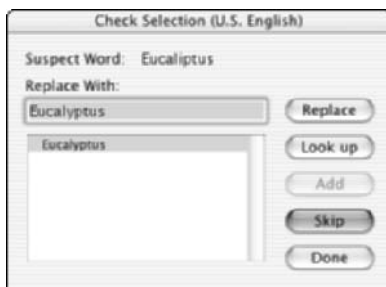 Check Selection (U.S. English)
Suspect Word: Eucaliptus
Replace With:
Eucalyptus
Replace
Eucalyptus
Look up
Add
Skip
Done